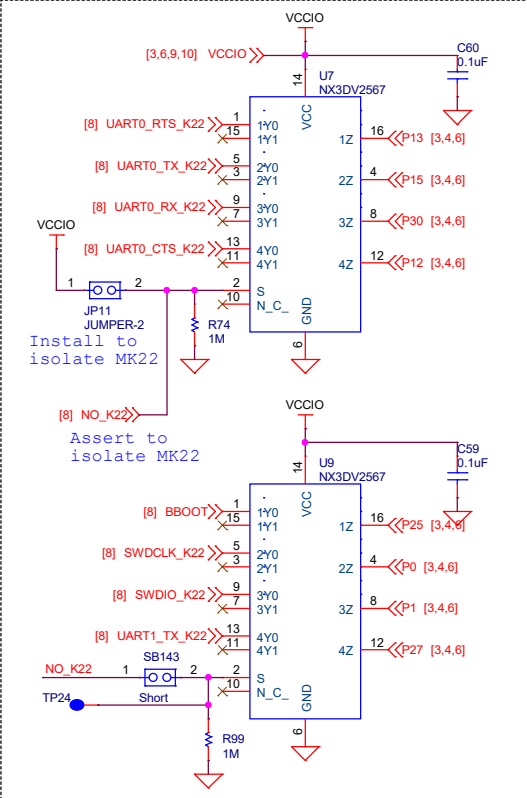 VCCIO
[3,6,9,10] VCCIO
C60
0.1uF
14
U7
NX3DV2567
VCC
[8] UART0_RTS_K22 1 1Y0
15 1Y1
1Z 16 P13 [3,4,6]
[8] UART0_TX_K22 5 2Y0
3 2Y1
2Z 4 P15 [3,4,6]
[8] UART0_RX_K22 9 3Y0
7 3Y1
3Z 8 P30 [3,4,6]
[8] UART0_CTS_K22 13 4Y0
11 4Y1
4Z 12 P12 [3,4,6]
VCCIO
1 2 2 S
10 N_C_
GND
6
JP11
JUMPER-2
R74
1M
Install to
isolate MK22
[8] NO_K22
Assert to
isolate MK22
VCCIO
C59
0.1uF
14
U9
NX3DV2567
VCC
[8] BBOOT 1 1Y0
15 1Y1
1Z 16 P25 [3,4,6]
[8] SWDCLK_K22 5 2Y0
3 2Y1
2Z 4 P0 [3,4,6]
[8] SWDIO_K22 9 3Y0
7 3Y1
3Z 8 P1 [3,4,6]
[8] UART1_TX_K22 13 4Y0
11 4Y1
4Z 12 P27 [3,4,6]
SB143
NO_K22 1 2 2 S
10 N_C_
TP24 Short
GND
6
R99
1M